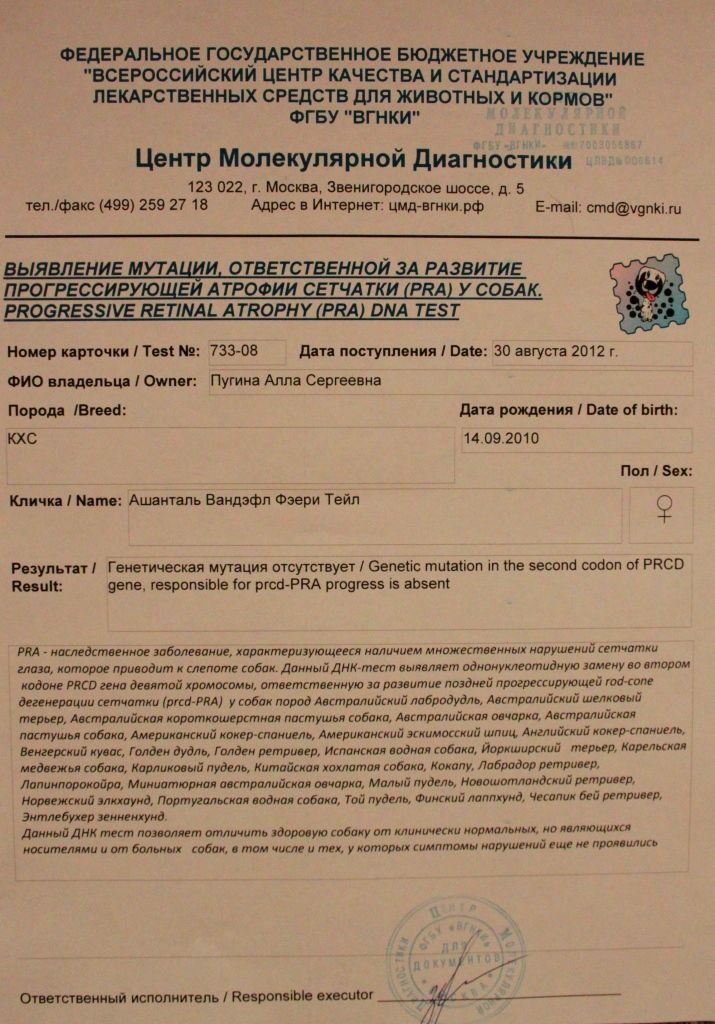 ФЕДЕРАЛЬНОЕ ГОСУДАРСТВЕННОЕ БЮДЖЕТНОЕ УЧРЕЖДЕНИЕ
"ВСЕРОССИЙСКИЙ ЦЕНТР КАЧЕСТВА И СТАНДАРТИЗАЦИИ
ЛЕКАРСТВЕННЫХ СРЕДСТВ ДЛЯ ЖИВОТНЫХ И КОРМОВ"
ФГБУ "ВГНКИ"
МОЛЕКУЛЯРНОЙ
ДИАГНОСТИКИ
ФГБУ «ВГНКИ»
Центр Молекулярной Диагностики
123 022, г. Москва, Звенигородское шоссе, д. 5
тел./факс (499) 259 27 18 Адрес в Интернет: цмд-вгнки.рф E-mail: cmd@vgnki.ru
ВЫЯВЛЕНИЕ МУТАЦИИ, ОТВЕТСТВЕННОЙ ЗА РАЗВИТИЕ
ПРОГРЕССИРУЮЩЕЙ АТРОФИИ СЕТЧАТКИ (PRA) У СОБАК.
PROGRESSIVE RETINAL ATROPHY (PRA) DNA TEST
Номер карточки / Test №: 733-08 Дата поступления / Date: 30 августа 2012 г.
ФИО владельца / Owner: Пугина Алла Сергеевна
Порода /Breed: Дата рождения / Date of birth:
КХС 14.09.2010
Пол / Sex:
Кличка / Name: Ашанталь Вандэфл Фэери Тейл ♀
Результат / Генетическая мутация отсутствует / Genetic mutation in the second codon of PRCD
Result: gene, responsible for prcd-PRA progress is absent
PRA - наследственное заболевание, характеризующееся наличием множественных нарушений сетчатки
глаза, которое приводит к слепоте собак. Данный ДНК-тест выявляет однонуклеотидную замену во втором
кодоне PRCD гена девятой хромосомы, ответственную за развитие поздней прогрессирующей rod-cone
дегенерации сетчатки (prcd-PRA) у собак пород Австралийский лабродудль, Австралийский шелковый
терьер, Австралийская короткошерстная пастушья собака, Австралийская овчарка, Австралийская
пастушья собака, Американский кокер-спаниель, Американский эскимосский шпиц, Английский кокер-спаниель,
Венгерский кувас, Голден дудль, Голден ретривер, Испанская водная собака, Йоркширский терьер, Карельская
медвежья собака, Карликовый пудель, Китайская хохлатая собака, Кокапу, Лабрадор ретривер,
Лапинпорокойра, Миниатюрная австралийская овчарка, Малый пудель, Новошотландский ретривер,
Норвежский элкхаунд, Португальская водная собака, Той пудель, Финский лаппхунд, Чесапик бей ретривер,
Энтлебухер зенненхунд.
Данный ДНК тест позволяет отличить здоровую собаку от клинически нормальных, но являющихся
носителями и от больных собак, в том числе и тех, у которых симптомы нарушений еще не проявились
Центр Молекулярной Диагностики
ФГБУ «ВГНКИ»
ДЛЯ
ДОКУМЕНТОВ
МОСКВА
Ответственный исполнитель / Responsible executor